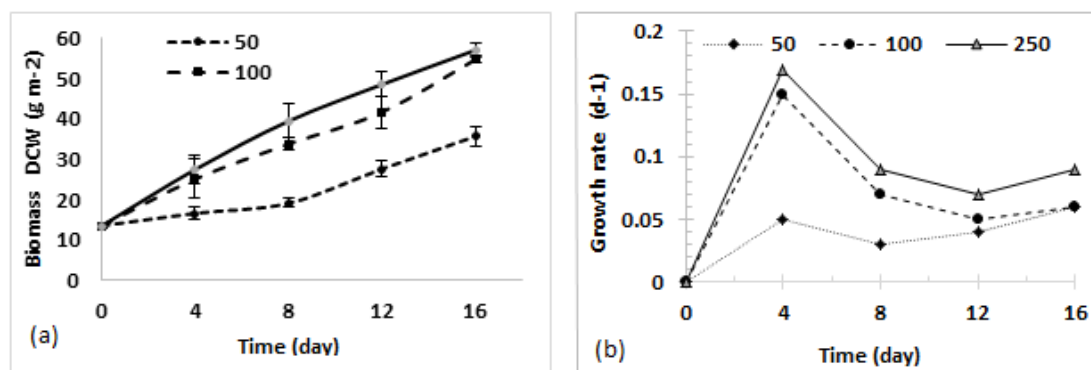 Biomass DCW (g m-2)
60
50
40
30
20
10
0
50
100
0 4 8 12 16
Time (day)
(a)
Growth rate (d-1)
0.2
0.15
0.1
0.05
0
50 100 250
0 4 8 12 16
Time (day)
(b)